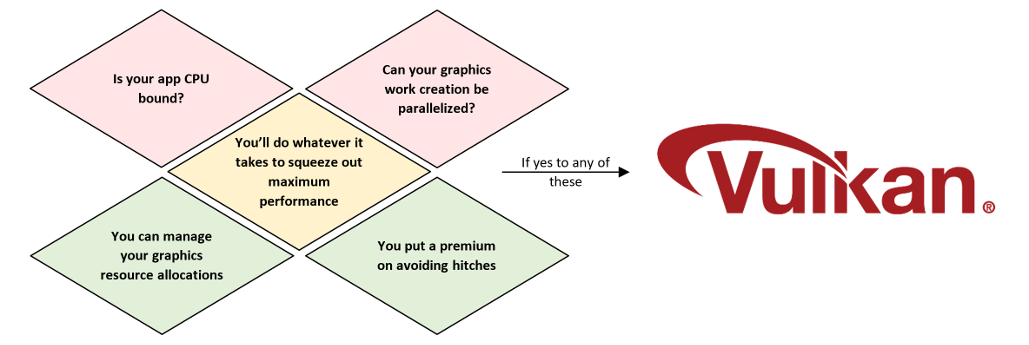 Is your app CPU
bound?
Can your graphics
work creation be
parallelized?
You'll do whatever it
takes to squeeze out
maximum
performance
You can manage
your graphics
resource allocations
You put a premium
on avoiding hitches
If yes to any of
these
Vulkan®